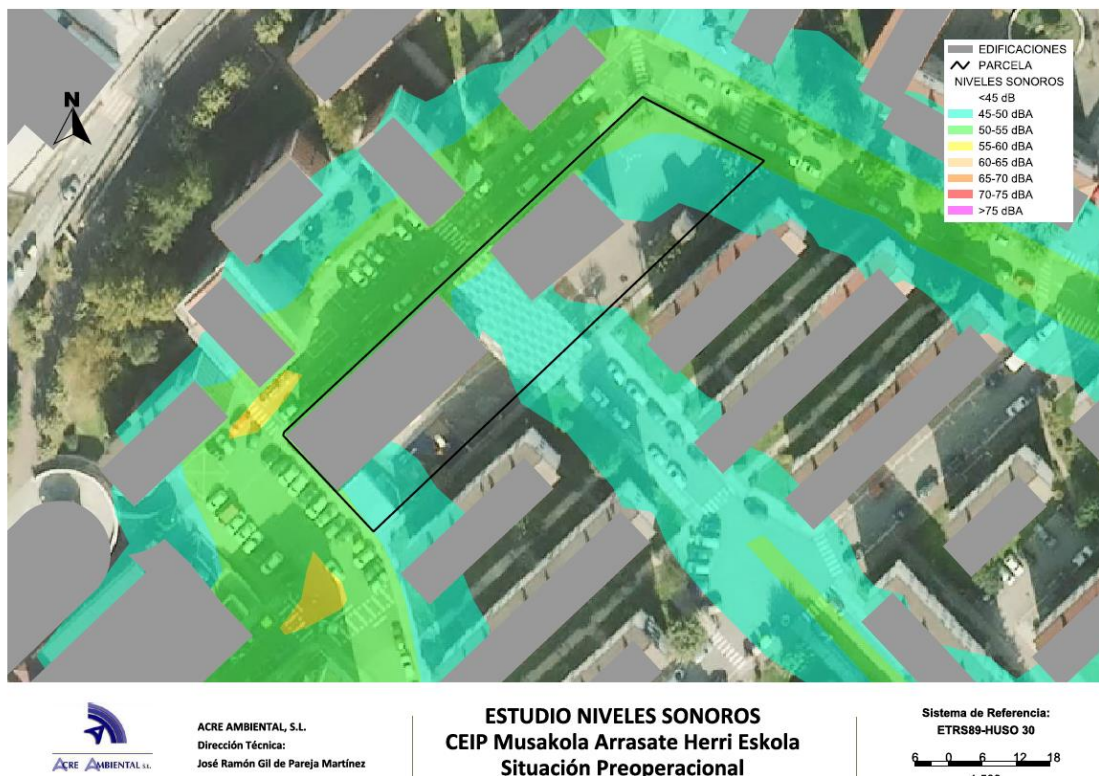 N
EDIFICACIONES
PARCELA
NIVELES SONOROS
<45 dB
45-50 dBA
50-55 dBA
55-60 dBA
60-65 dBA
65-70 dBA
70-75 dBA
>75 dBA
ACRE AMBIENTAL S.L.
ACRE AMBIENTAL, S.L.
Dirección Técnica:
José Ramón Gil de Pareja Martínez
ESTUDIO NIVELES SONOROS
CEIP Musakola Arrasate Herri Eskola
Situación Preoperacional
Sistema de Referencia:
ETRS89-HUSO 30
6 0 6 12 18